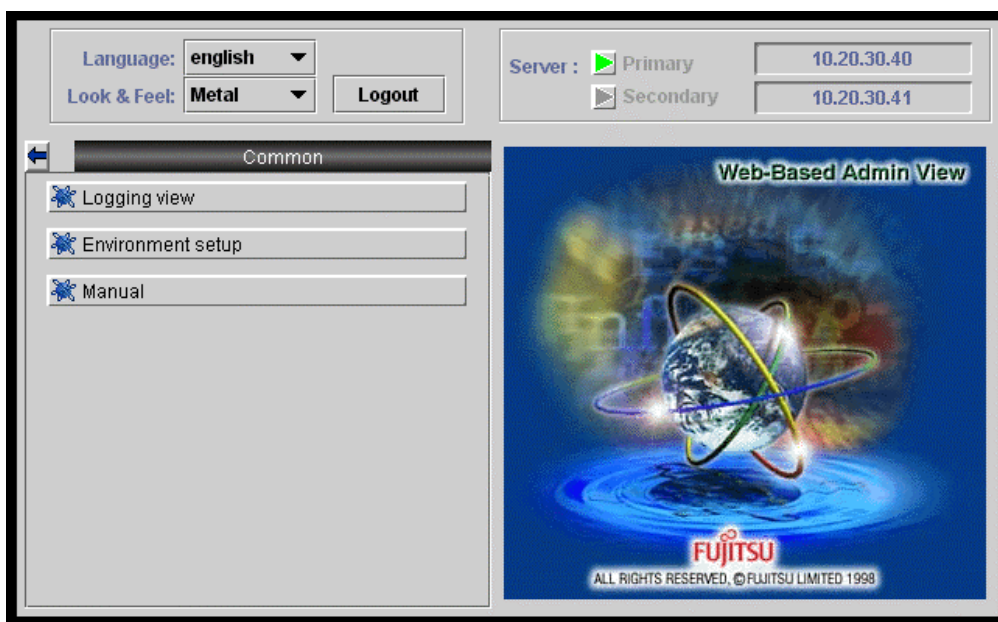 Language: english
Look & Feel: Metal Logout
Server : Primary 10.20.30.40
Secondary 10.20.30.41
Common
Logging view
Environment setup
Manual
Web-Based Admin View
FUJITSU
ALL RIGHTS RESERVED, © FUJITSU LIMITED 1998